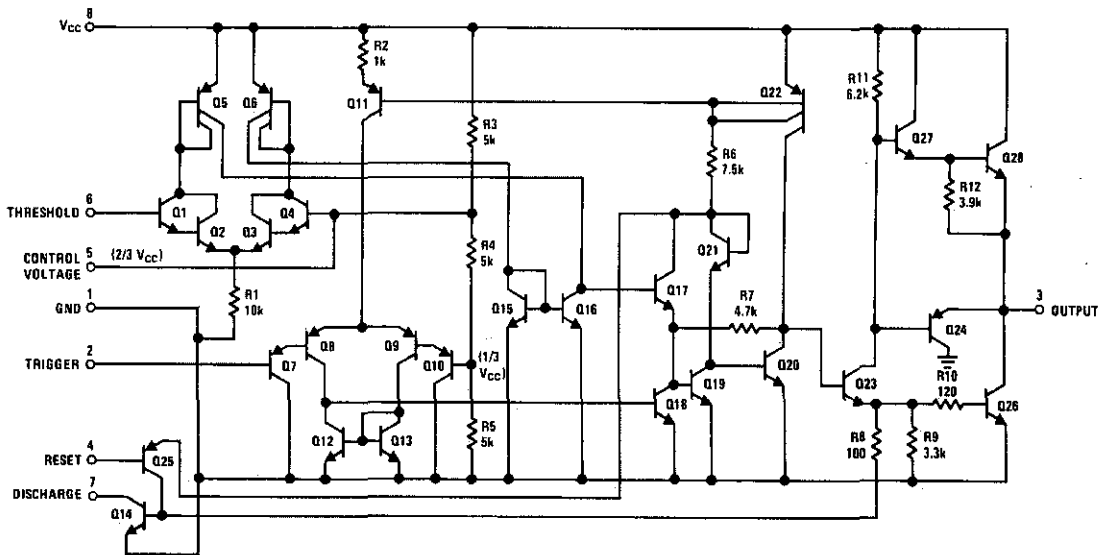 8
VCC
R2
1k
Q5
Q6
Q11
Q22
R11
6.2k
Q27
Q28
R3
5k
R6
7.5k
R12
3.9k
6
THRESHOLD
Q1
Q2
Q3
Q4
CONTROL
VOLTAGE
5
(2/3 VCC)
R4
5k
Q21
1
GND
R1
10k
Q15
Q16
Q17
R7
4.7k
3
OUTPUT
Q24
2
TRIGGER
Q7
Q8
Q9
Q10
(1/3
VCC)
Q18
Q19
Q20
Q23
R10
120
Q26
Q12
Q13
R5
5k
R8
100
R9
3.3k
4
RESET
Q25
7
DISCHARGE
Q14